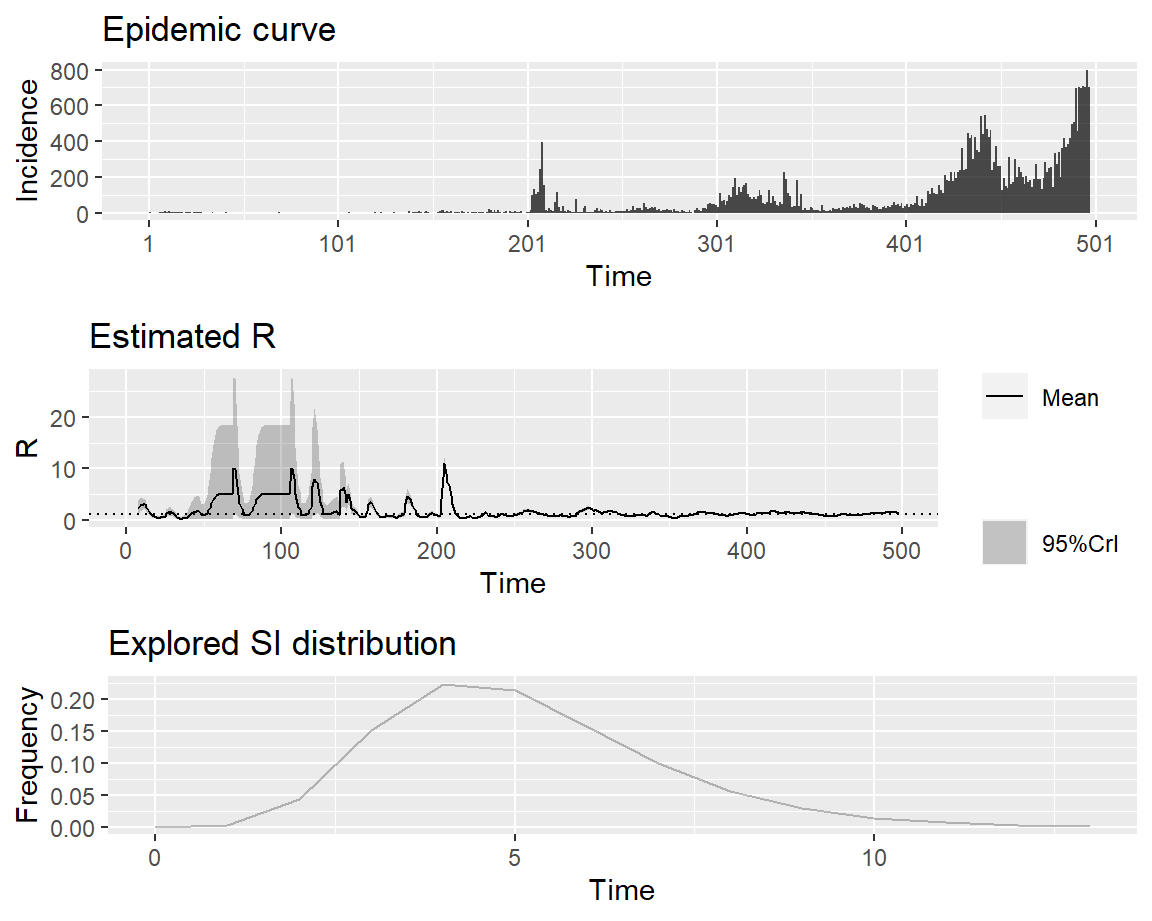 Epidemic curve
800
600
400
200
0
Incidence
1 101 201 301 401 501
Time
Estimated R
20
10
0
R
0 100 200 300 400 500
Time
Mean
95%CrI
Explored SI distribution
0.20
0.15
0.10
0.05
0.00
Frequency
0 5 10
Time